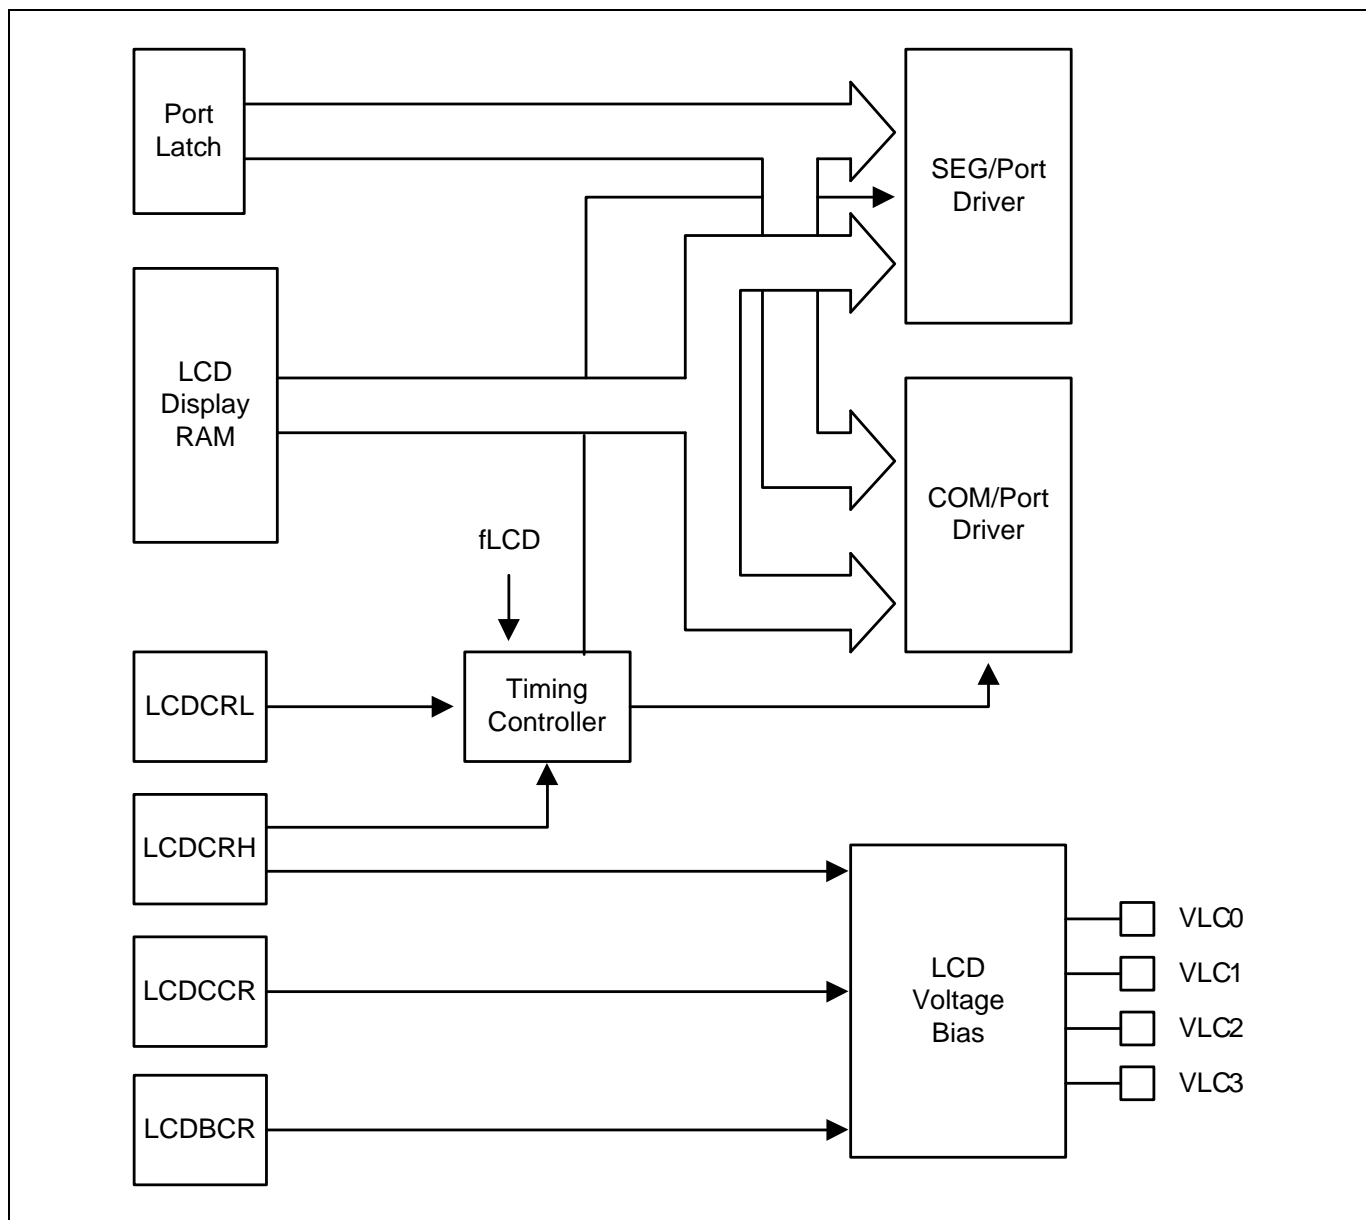 Port
Latch
SEG/Port
Driver
LCD
Display
RAM
COM/Port
Driver
fLCD
LCDCRL
Timing
Controller
LCDCRH
LCDCCR
LCDBCR
LCD
Voltage
Bias
VLC0
VLC1
VLC2
VLC3